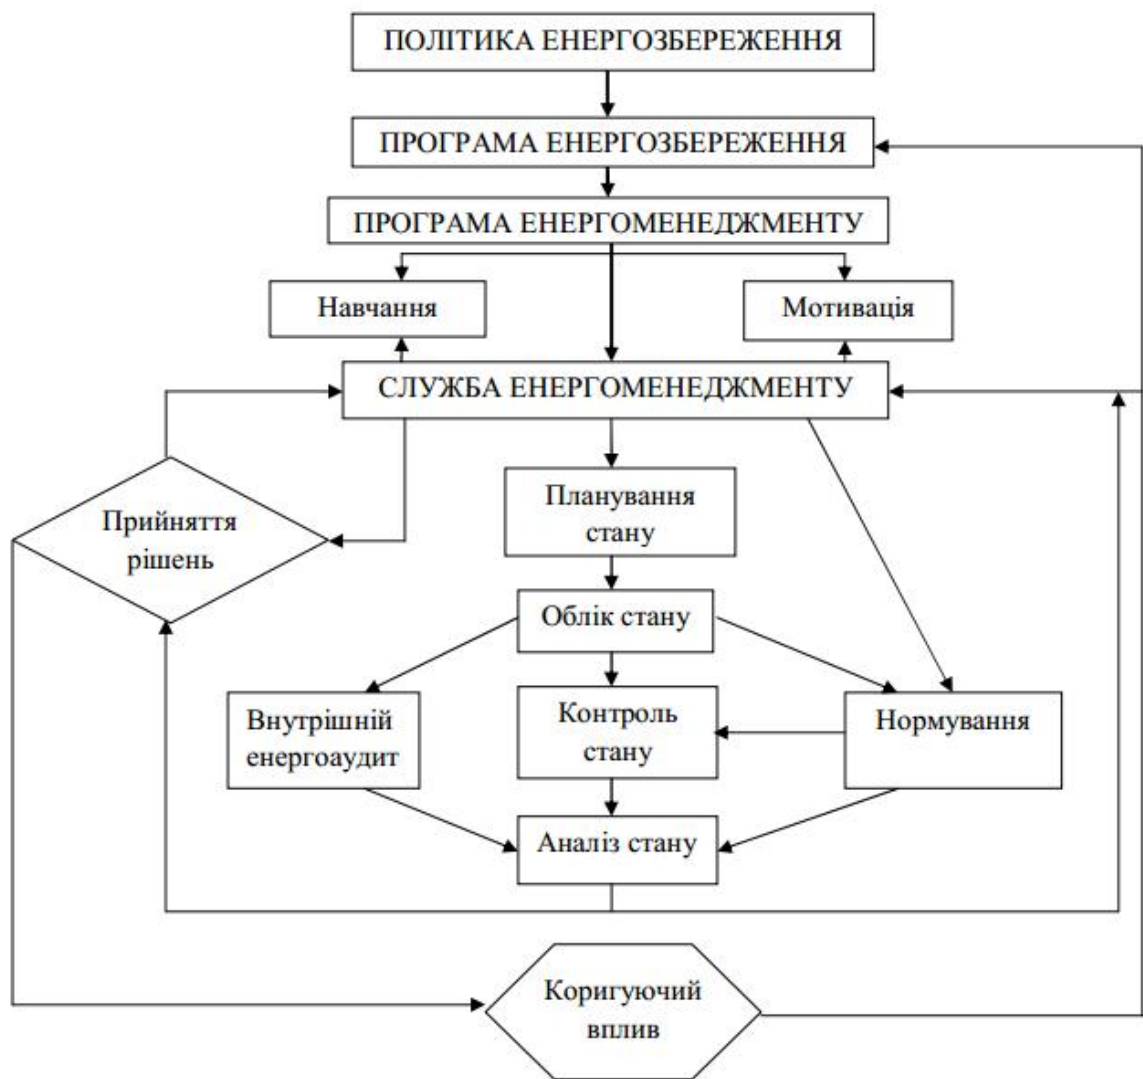 ПОЛІТИКА ЕНЕРГОЗБЕРЕЖЕННЯ
ПРОГРАМА ЕНЕРГОЗБЕРЕЖЕННЯ
ПРОГРАМА ЕНЕРГОМЕНЕДЖМЕНТУ
Навчання
Мотивація
СЛУЖБА ЕНЕРГОМЕНЕДЖМЕНТУ
Планування
стану
Прийняття
рішень
Облік стану
Внутрішній
енергоаудит
Контроль
стану
Нормування
Аналіз стану
Коригуючий
вплив